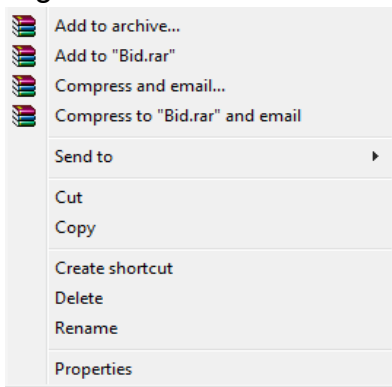 Add to archive...
Add to "Bid.rar"
Compress and email...
Compress to "Bid.rar" and email
Send to
Cut
Copy
Create shortcut
Delete
Rename
Properties